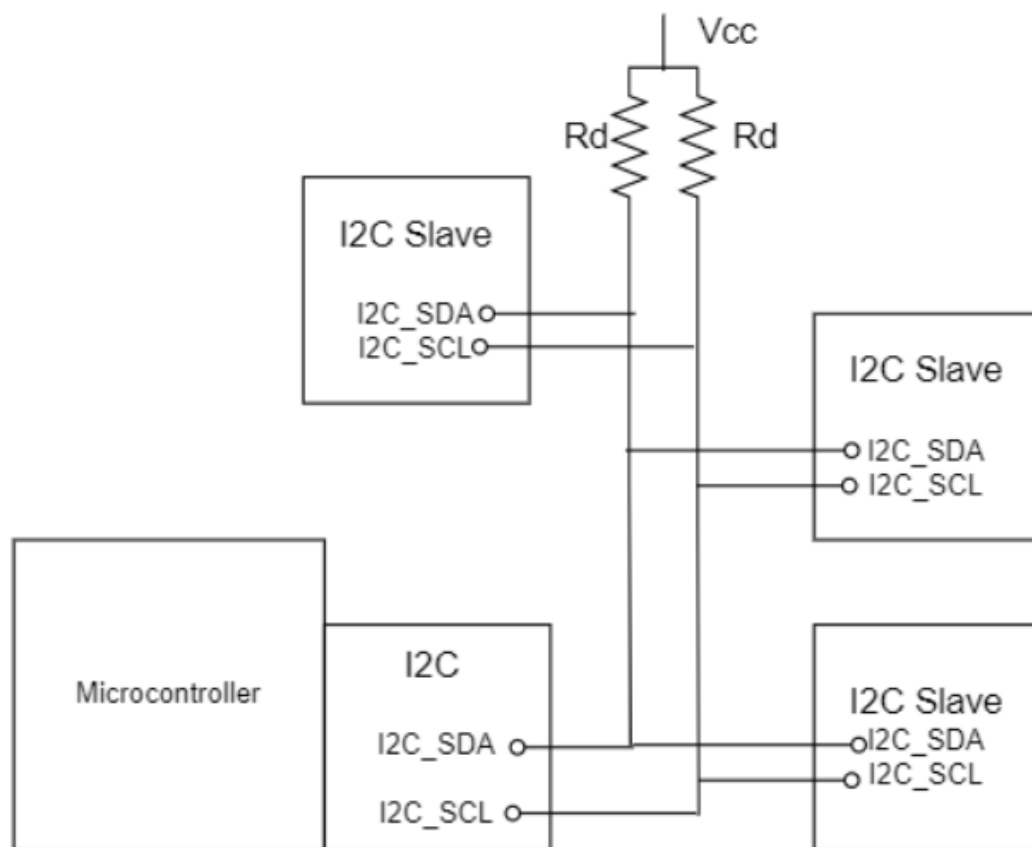 Vcc
Rd
Rd
I2C Slave
I2C_SDA
I2C_SCL
I2C Slave
I2C_SDA
I2C_SCL
Microcontroller
I2C
I2C_SDA
I2C_SCL
I2C Slave
I2C_SDA
I2C_SCL